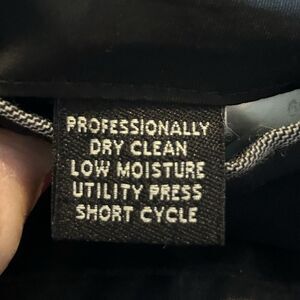 PROFESSIONALLY
DRY CLEAN
LOW MOISTURE
UTILITY PRESS
SHORT CYCLE